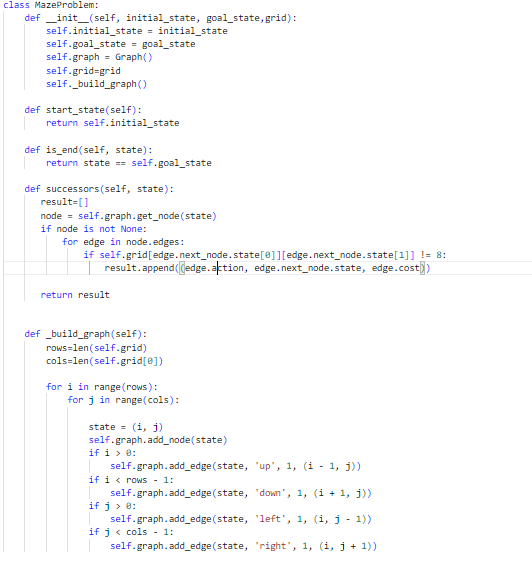 class MazeProblem:
    def __init__(self, initial_state, goal_state,grid):
        self.initial_state = initial_state
        self.goal_state = goal_state
        self.graph = Graph()
        self.grid=grid
        self._build_graph()

    def start_state(self):
        return self.initial_state

    def is_end(self, state):
        return state == self.goal_state

    def successors(self, state):
       result=[]
       node = self.graph.get_node(state)
       if node is not None:
           for edge in node.edges:
               if self.grid[edge.next_node.state[0]][edge.next_node.state[1]] != 8:
                   result.append((edge.action, edge.next_node.state, edge.cost))

       return result


    def _build_graph(self):
        rows=len(self.grid)
        cols=len(self.grid[0])

        for i in range(rows):
            for j in range(cols):

                state = (i, j)
                self.graph.add_node(state)
                if i > 0:
                    self.graph.add_edge(state, 'up', 1, (i - 1, j))
                if i < rows - 1:
                    self.graph.add_edge(state, 'down', 1, (i + 1, j))
                if j > 0:
                    self.graph.add_edge(state, 'left', 1, (i, j - 1))
                if j < cols - 1:
                    self.graph.add_edge(state, 'right', 1, (i, j + 1))